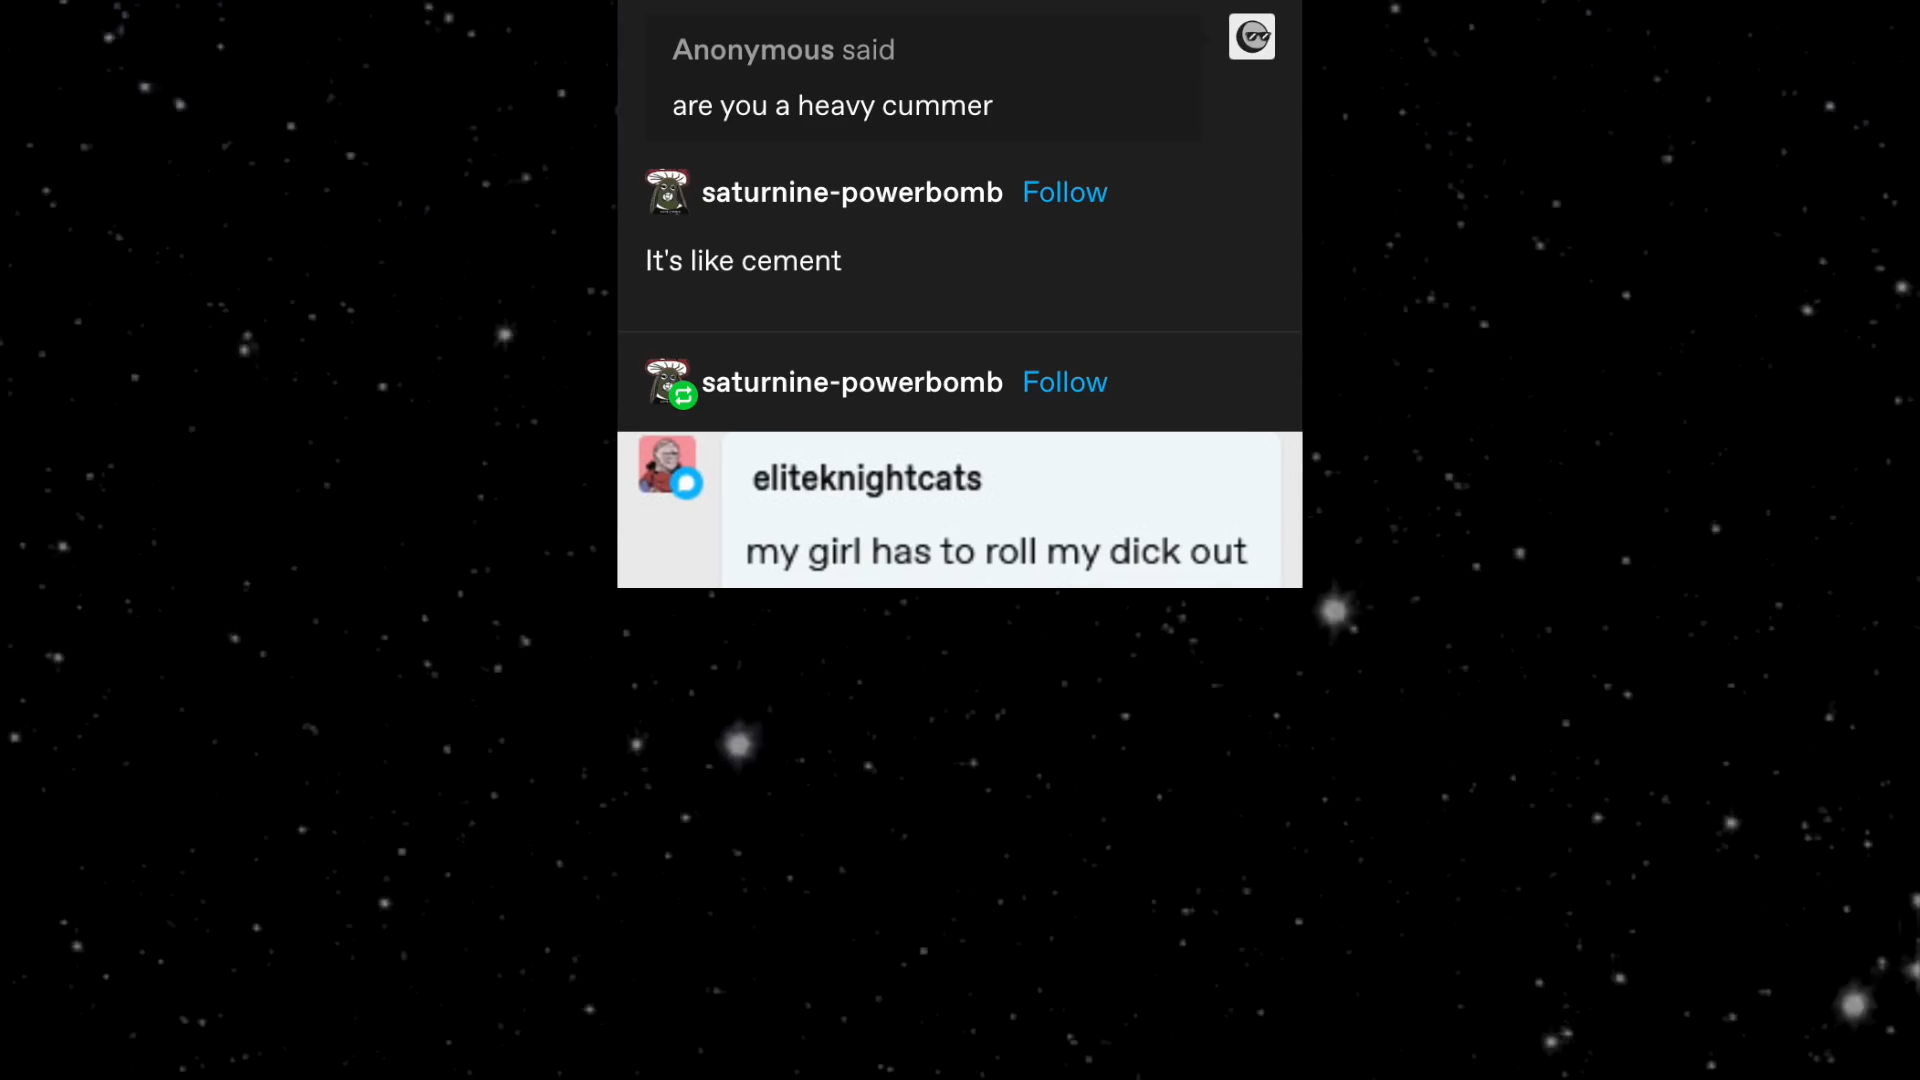 Anonymous said
are you a heavy cummer
saturnine-powerbomb Follow
It's like cement
saturnine-powerbomb Follow
eliteknightcats
my girl has to roll my dick out